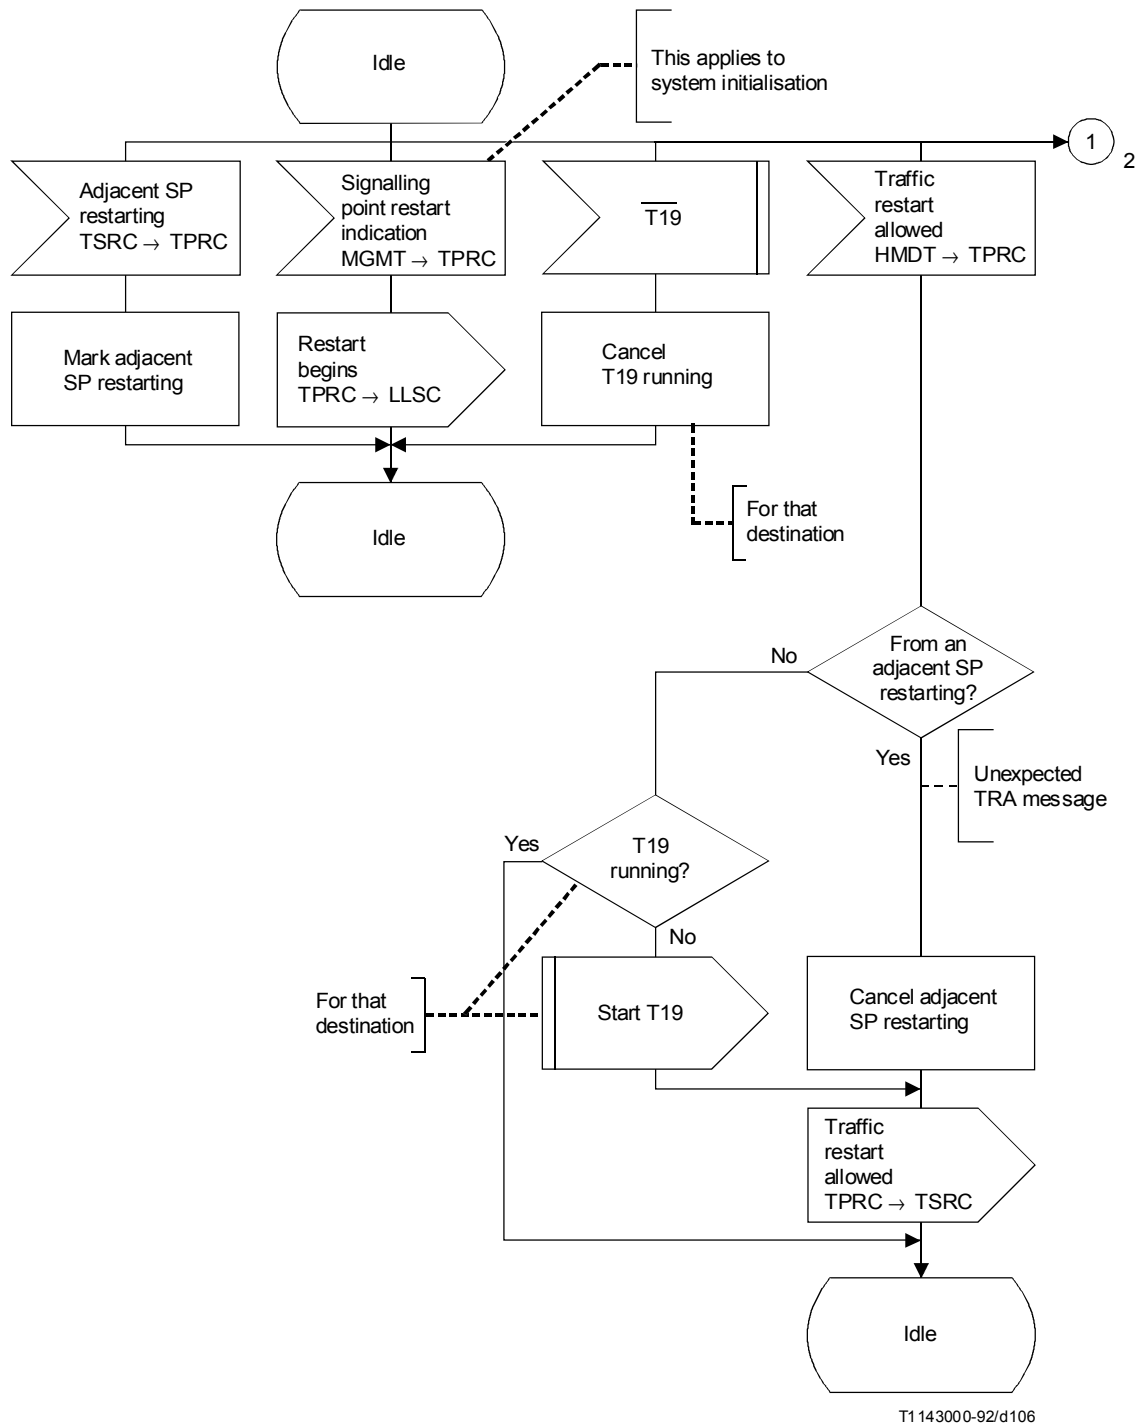 Idle
This applies to
system initialisation
1
2
Adjacent SP
restarting
TSRC → TPRC
Signalling
point restart
indication
MGMT → TPRC
T19
Traffic
restart
allowed
HMDT → TPRC
Mark adjacent
SP restarting
Restart
begins
TPRC → LLSC
Cancel
T19 running
Idle
For that
destination
From an
adjacent SP
restarting?
No
Yes
Unexpected
TRA message
Yes
T19
running?
No
For that
destination
Start T19
Cancel adjacent
SP restarting
Traffic
restart
allowed
TPRC → TSRC
Idle
T1143000-92/d106